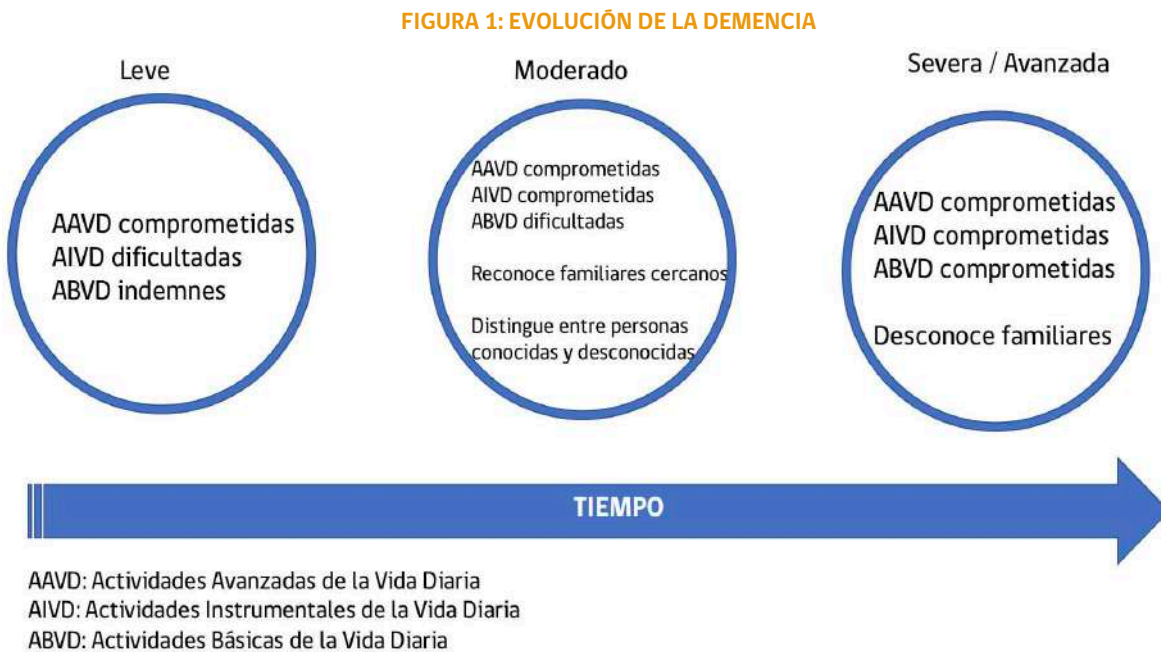 FIGURA 1: EVOLUCIÓN DE LA DEMENCIA
Leve
AAVD comprometidas
AIVD dificultadas
ABVD indemnes
Moderado
AAVD comprometidas
AIVD comprometidas
ABVD dificultadas
Reconoce familiares cercanos
Distingue entre personas
conocidas y desconocidas
Severa / Avanzada
AAVD comprometidas
AIVD comprometidas
ABVD comprometidas
Desconoce familiares
TIEMPO
AAVD: Actividades Avanzadas de la Vida Diaria
AIVD: Actividades Instrumentales de la Vida Diaria
ABVD: Actividades Básicas de la Vida Diaria